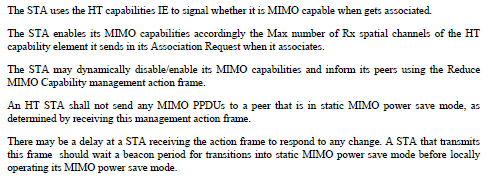 The STA uses the HT capabilities IE to signal whether it is MIMO capable when gets associated.
The STA enables its MIMO capabilities accordingly the Max number of Rx spatial channels of the HT
capability element it sends in its Association Request when it associates.
The STA may dynamically disable/enable its MIMO capabilities and inform its peers using the Reduce
MIMO Capability management action frame.
An HT STA shall not send any MIMO PPDUs to a peer that is in static MIMO power save mode, as
determined by receiving this management action frame.
There may be a delay at a STA receiving the action frame to respond to any change. A STA that transmits
this frame should wait a beacon period for transitions into static MIMO power save mode before locally
operating its MIMO power save mode.